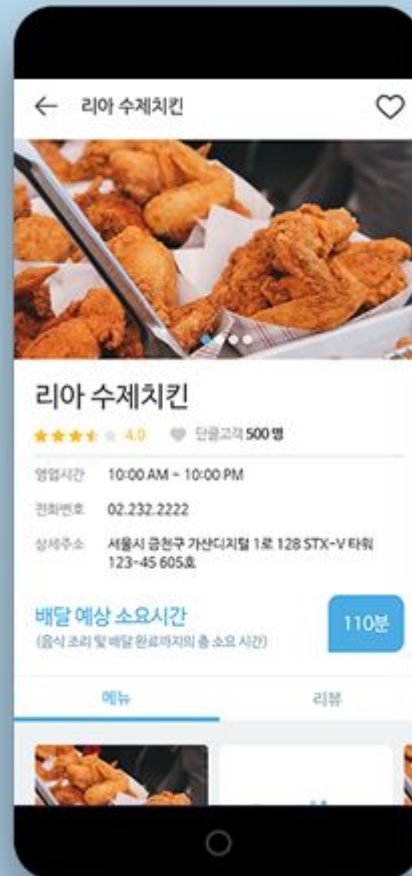 리아 수제치킨
리아 수제치킨
4.0 단골고객 500 명
영업시간 10:00 AM ~ 10:00 PM
전화번호 02.232.2222
상세주소 서울시 금천구 가산디지털 1로 128 STX-V 타워
123-45 605호
배달 예상 소요시간
110분
(음식 조리 및 배달 완료까지의 총 소요 시간)
메뉴 리뷰